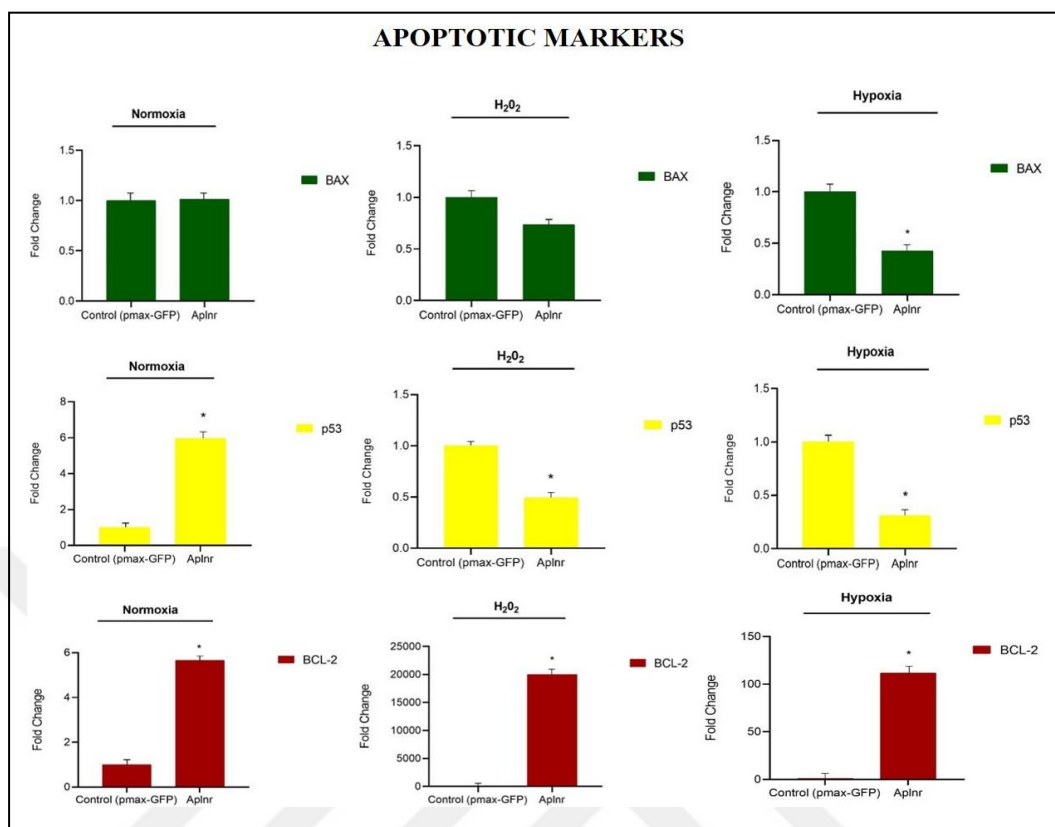 APOPTOTIC MARKERS
Normoxia
1.5
1.0
0.5
0.0
Fold Change
Control (pmax-GFP) Aplnr
BAX
H₂0₂
1.5
1.0
0.5
0.0
Fold Change
Control (pmax-GFP) Aplnr
BAX
Hypoxia
1.5
1.0
0.5
0.0
Fold Change
*
Control (pmax-GFP) Aplnr
BAX
Normoxia
8
6
4
2
0
Fold Change
*
Control (pmax-GFP) Aplnr
p53
H₂0₂
1.5
1.0
0.5
0.0
Fold Change
*
Control (pmax-GFP) Aplnr
p53
Hypoxia
1.5
1.0
0.5
0.0
Fold Change
*
Control (pmax-GFP) Aplnr
p53
Normoxia
6
4
2
0
Fold Change
*
Control (pmax-GFP) Aplnr
BCL-2
H₂0₂
25000
20000
15000
10000
5000
0
Fold Change
*
Control (pmax-GFP) Aplnr
BCL-2
Hypoxia
150
100
50
0
Fold Change
*
Control (pmax-GFP) Aplnr
BCL-2